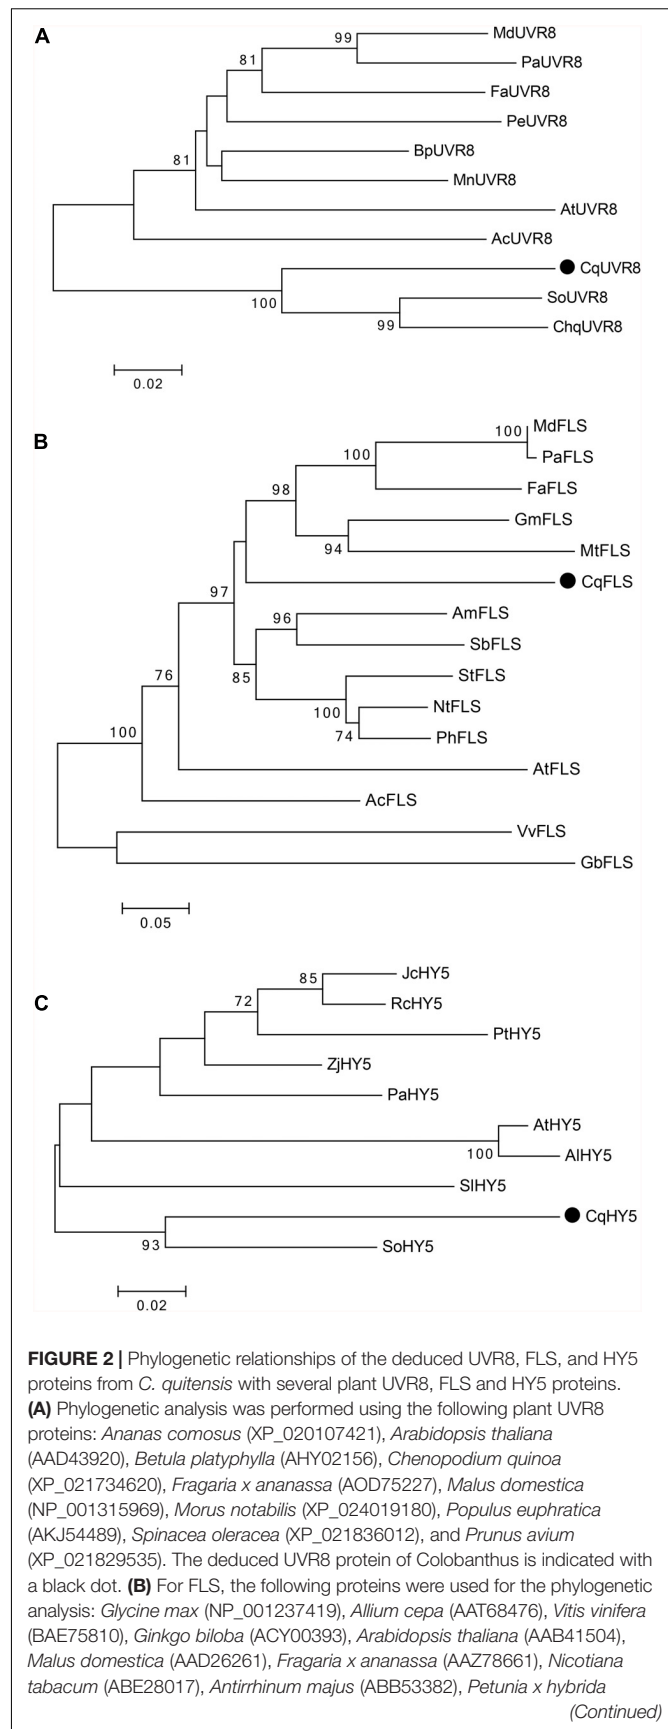 A
MdUVR8
99
PaUVR8
81
FaUVR8
PeUVR8
BpUVR8
81
MnUVR8
AtUVR8
AcUVR8
CqUVR8
100
SoUVR8
99
ChqUVR8
0.02
B
MdFLS
100
PaFLS
100
FaFLS
98
GmFLS
94
MtFLS
CqFLS
97
96
AmFLS
SbFLS
85
StFLS
76
100
NtFLS
74
PhFLS
100
AtFLS
AcFLS
VvFLS
GbFLS
0.05
C
85
JcHY5
72
RcHY5
PtHY5
ZjHY5
PaHY5
AtHY5
100
AlHY5
SlHY5
CqHY5
93
SoHY5
0.02
FIGURE 2 | Phylogenetic relationships of the deduced UVR8, FLS, and HY5
proteins from C. quitensis with several plant UVR8, FLS and HY5 proteins.
(A) Phylogenetic analysis was performed using the following plant UVR8
proteins: Ananas comosus (XP_020107421), Arabidopsis thaliana
(AAD43920), Betula platyphylla (AHY02156), Chenopodium quinoa
(XP_021734620), Fragaria x ananassa (AOD75227), Malus domestica
(NP_001315969), Morus notabilis (XP_024019180), Populus euphratica
(AKJ54489), Spinacea oleracea (XP_021836012), and Prunus avium
(XP_021829535). The deduced UVR8 protein of Colobanthus is indicated with
a black dot. (B) For FLS, the following proteins were used for the phylogenetic
analysis: Glycine max (NP_001237419), Allium cepa (AAT68476), Vitis vinifera
(BAE75810), Ginkgo biloba (ACY00393), Arabidopsis thaliana (AAB41504),
Malus domestica (AAD26261), Fragaria x ananassa (AAZ78661), Nicotiana
tabacum (ABE28017), Antirrhinum majus (ABB53382), Petunia x hybrida
(Continued)